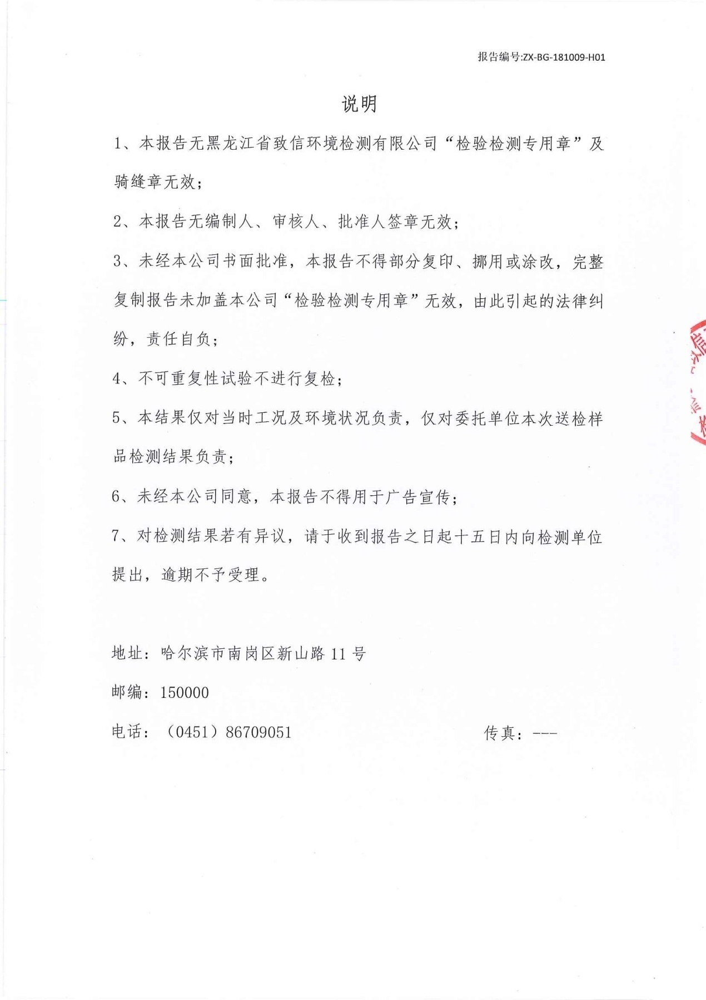 报告编号:ZX-BG-181009-H01
说明
1、本报告无黑龙江省致信环境检测有限公司“检验检测专用章”及
骑缝章无效；
2、本报告无编制人、审核人、批准人签章无效；
3、未经本公司书面批准，本报告不得部分复印、挪用或涂改，完整
复制报告未加盖本公司“检验检测专用章”无效，由此引起的法律纠
纷，责任自负；
4、不可重复性试验不进行复检；
5、本结果仅对当时工况及环境状况负责，仅对委托单位本次送检样
品检测结果负责；
6、未经本公司同意，本报告不得用于广告宣传；
7、对检测结果若有异议，请于收到报告之日起十五日内向检测单位
提出，逾期不予受理。
地址：哈尔滨市南岗区新山路 11 号
邮编：150000
电话：（0451）86709051 传真：---